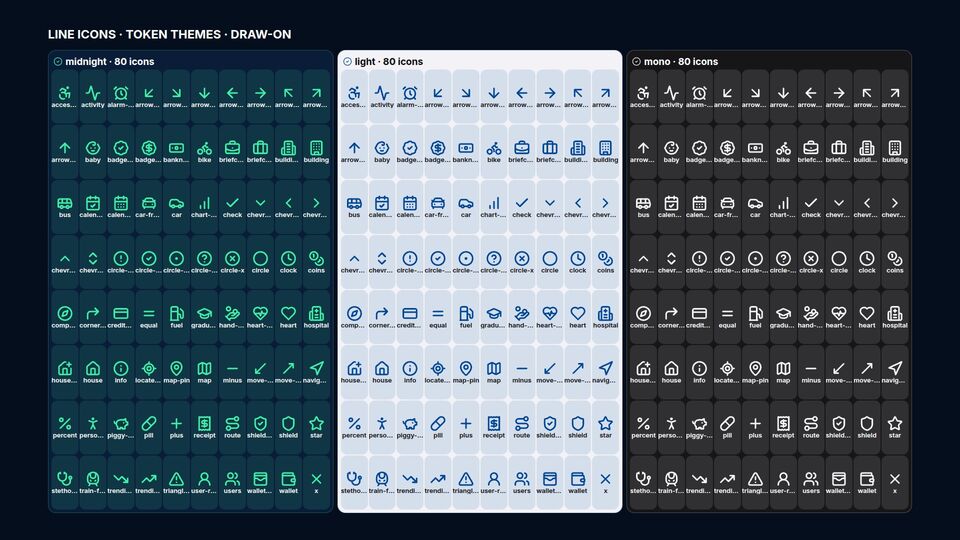 LINE ICONS · TOKEN THEMES · DRAW-ON
midnight · 80 icons
acces... activity alarm-... arrow... arrow... arrow... arrow... arrow... arrow... arrow...
arrow... baby badge... badge... bankn... bike briefc... briefc... buildi... building
bus calen... calen... car-fr... car chart-... check chevr... chevr... chevr...
chevr... chevr... circle-... circle-... circle-... circle-... circle-x circle clock coins
comp... corner... credit... equal fuel gradu... hand-... heart-... heart hospital
house... house info locate... map-pin map minus move-... move-... navig...
percent perso... piggy-... pill plus receipt route shield... shield star
stetho... train-f... trendi... trendi... triangl... user-r... users wallet... wallet x
light · 80 icons
acces... activity alarm-... arrow... arrow... arrow... arrow... arrow... arrow... arrow...
arrow... baby badge... badge... bankn... bike briefc... briefc... buildi... building
bus calen... calen... car-fr... car chart-... check chevr... chevr... chevr...
chevr... chevr... circle-... circle-... circle-... circle-... circle-x circle clock coins
comp... corner... credit... equal fuel gradu... hand-... heart-... heart hospital
house... house info locate... map-pin map minus move-... move-... navig...
percent perso... piggy-... pill plus receipt route shield... shield star
stetho... train-f... trendi... trendi... triangl... user-r... users wallet... wallet x
mono · 80 icons
acces... activity alarm-... arrow... arrow... arrow... arrow... arrow... arrow... arrow...
arrow... baby badge... badge... bankn... bike briefc... briefc... buildi... building
bus calen... calen... car-fr... car chart-... check chevr... chevr... chevr...
chevr... chevr... circle-... circle-... circle-... circle-... circle-x circle clock coins
comp... corner... credit... equal fuel gradu... hand-... heart-... heart hospital
house... house info locate... map-pin map minus move-... move-... navig...
percent perso... piggy-... pill plus receipt route shield... shield star
stetho... train-f... trendi... trendi... triangl... user-r... users wallet... wallet x